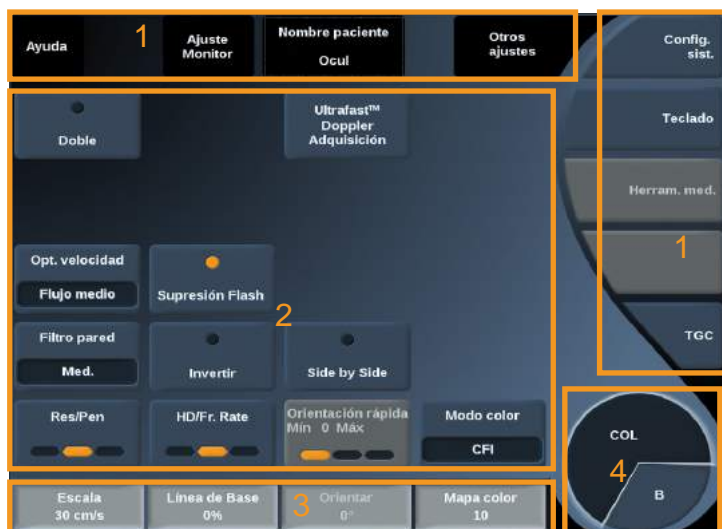 Ayuda
1
Ajuste
Monitor
Nombre paciente
Ocul
Otros
ajustes
Config.
sist.
Teclado
Herram. med.
1
TGC
Doble
Ultrafast™
Doppler
Adquisición
Opt. velocidad
Flujo medio
Supresión Flash
2
Filtro pared
Med.
Invertir
Side by Side
Res/Pen
HD/Fr. Rate
Orientación rápida
Mín 0 Máx
Modo color
CFI
COL
4
B
Escala
30 cm/s
Línea de Base
0%
3
Orientar
0°
Mapa color
10